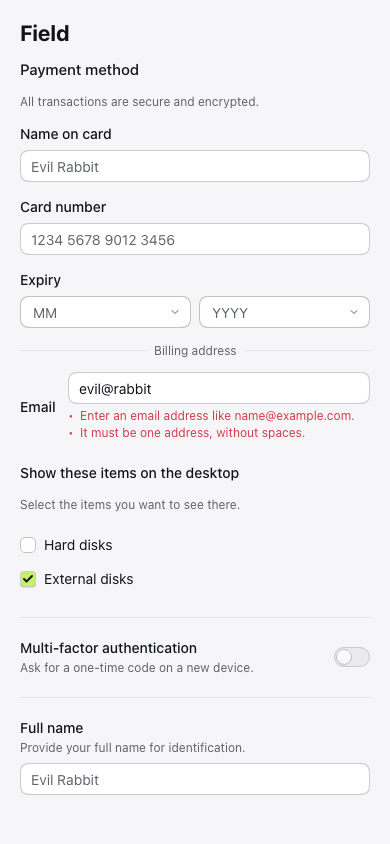 Field
Payment method
All transactions are secure and encrypted.
Name on card
Evil Rabbit
Card number
1234 5678 9012 3456
Expiry
MM
YYYY
Billing address
Email
evil@rabbit
• Enter an email address like name@example.com.
• It must be one address, without spaces.
Show these items on the desktop
Select the items you want to see there.
Hard disks
External disks
Multi-factor authentication
Ask for a one-time code on a new device.
Full name
Provide your full name for identification.
Evil Rabbit